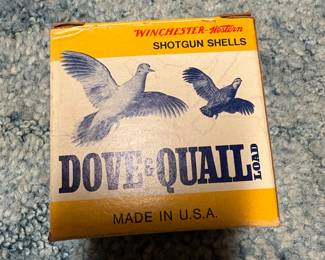 WINCHESTER-Western
SHOTGUN SHELLS
DOVE & QUAIL LOAD
MADE IN U.S.A.